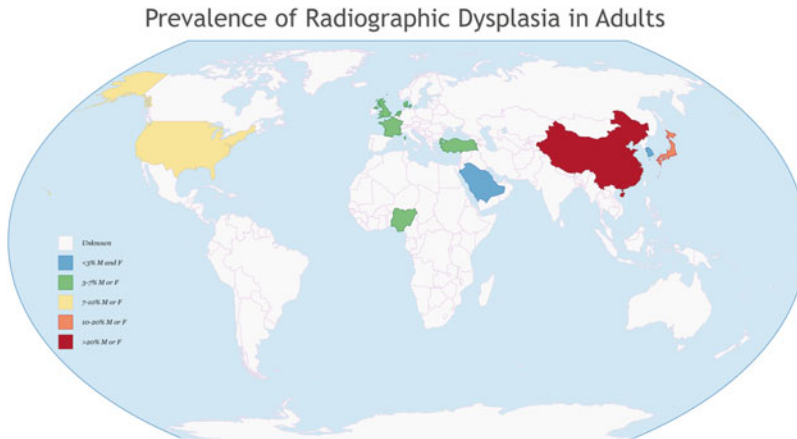 Prevalence of Radiographic Dysplasia in Adults
Unknown
<3% M and F
3-7% M or F
7-10% M or F
10-20% M or F
>20% M or F